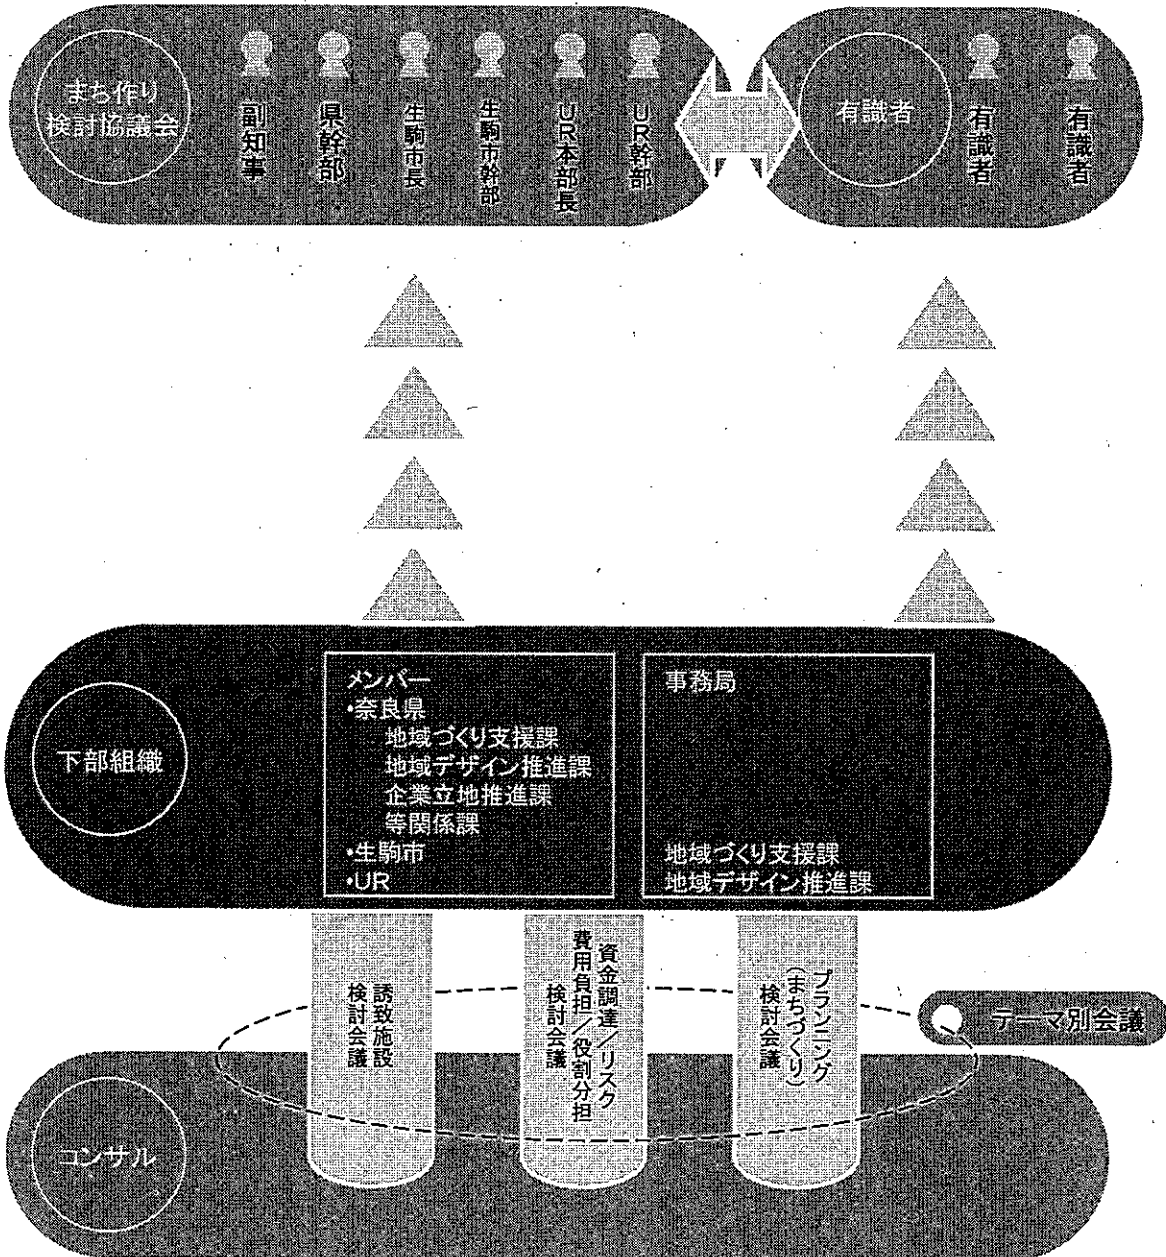 まち作り
検討協議会
副知事
県幹部
生駒市長
生駒市幹部
UR本部長
UR幹部
有識者
有識者
有識者
下部組織
メンバー
・奈良県
地域づくり支援課
地域デザイン推進課
企業立地推進課
等関係課
・生駒市
・UR
事務局
地域づくり支援課
地域デザイン推進課
誘致施設
検討会議
資金調達／リスク
費用負担／役割分担
検討会議
プランニング
(まちづくり)
検討会議
テーマ別会議
コンサル